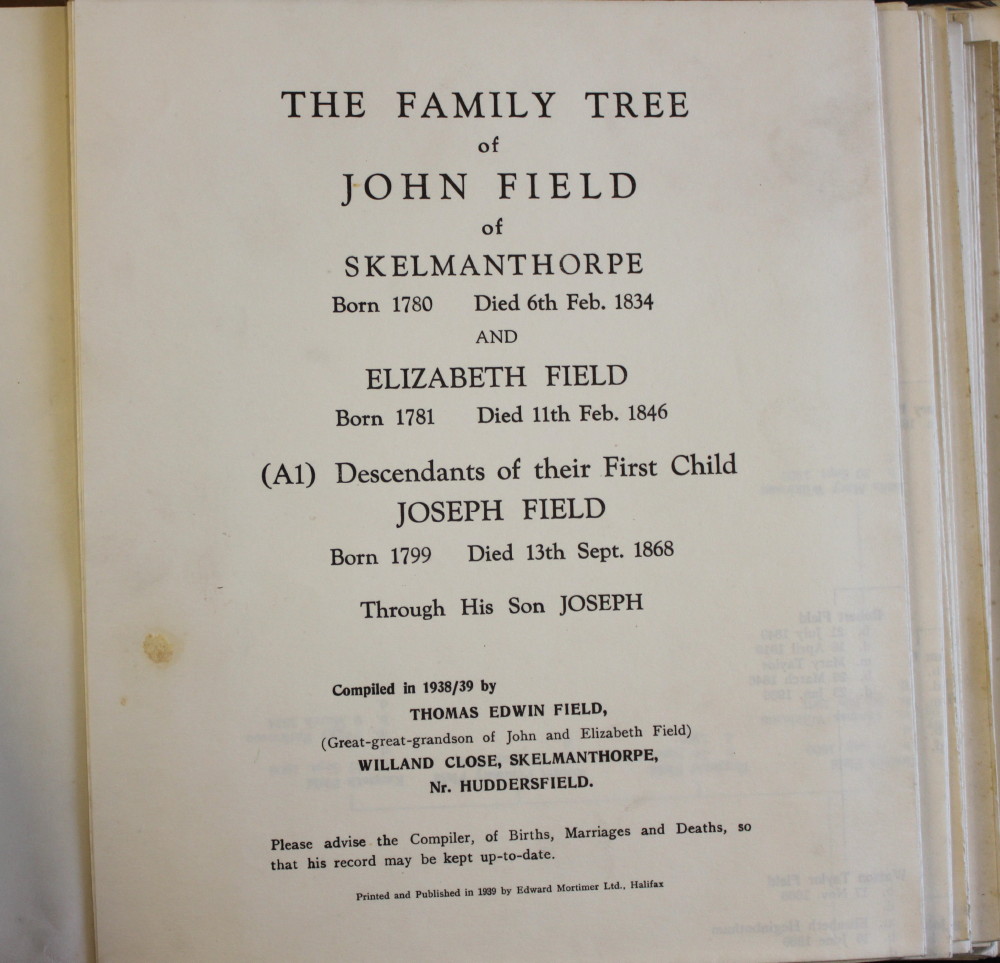 THE FAMILY TREE
of
JOHN FIELD
of
SKELMANTHORPE
Born 1780 Died 6th Feb. 1834
AND
ELIZABETH FIELD
Born 1781 Died 11th Feb. 1846
(A1) Descendants of their First Child
JOSEPH FIELD
Born 1799 Died 13th Sept. 1868
Through His Son JOSEPH
Compiled in 1938/39 by
THOMAS EDWIN FIELD,
(Great-great-grandson of John and Elizabeth Field)
WILLAND CLOSE, SKELMANTHORPE,
Nr. HUDDERSFIELD.
Please advise the Compiler, of Births, Marriages and Deaths, so
that his record may be kept up-to-date.
Printed and Published in 1939 by Edward Mortimer Ltd., Halifax